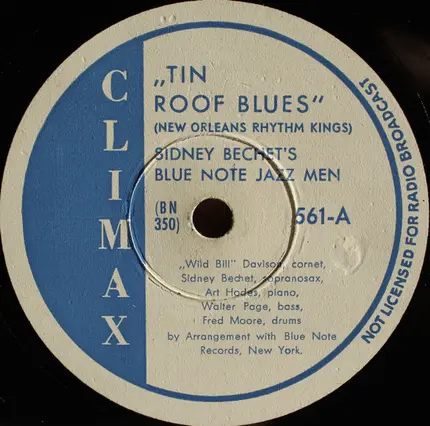 CLIMAX
„TIN
ROOF BLUES“
(NEW ORLEANS RHYTHM KINGS)
SIDNEY BECHET'S
BLUE NOTE JAZZ MEN
(BN
350)
561-A
„Wild Bill" Davison, cornet,
Sidney Bechet, sopranosax,
Art Hodes, piano,
Walter Page, bass,
Fred Moore, drums
by Arrangement with Blue Note
Records, New York.
NOT LICENSED FOR RADIO BROADCAST